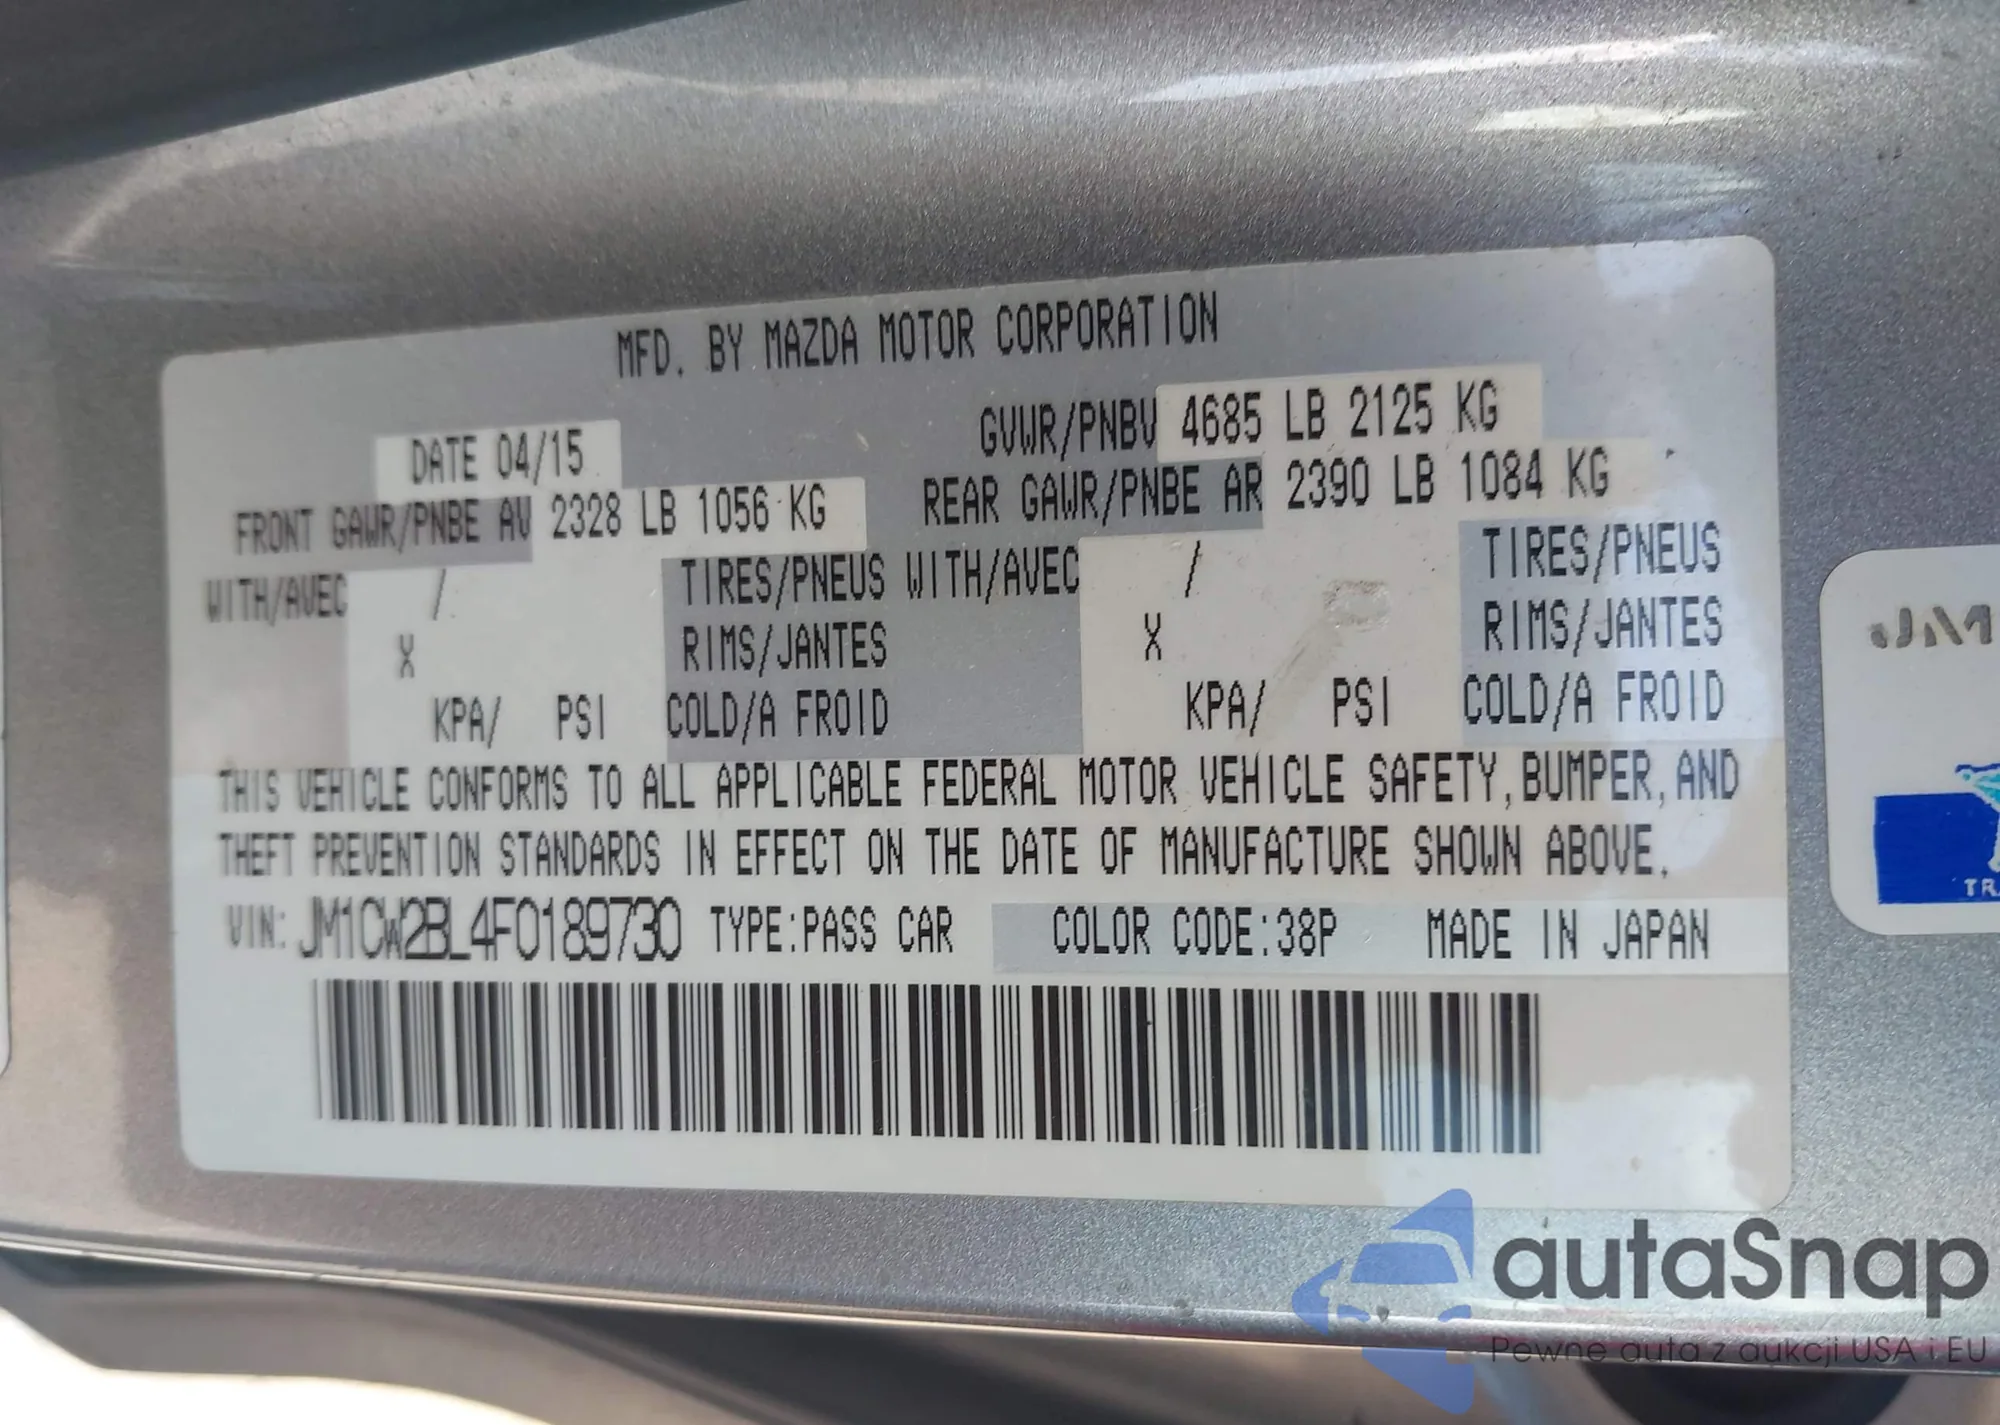 MFD. BY MAZDA MOTOR CORPORATION
DATE 04/15
GVWR/PNBV 4685 LB 2125 KG
FRONT GAWR/PNBE AV 2328 LB 1056 KG
REAR GAWR/PNBE AR 2390 LB 1084 KG
WITH/AVEC / TIRES/PNEUS WITH/AVEC / TIRES/PNEUS
X RIMS/JANTES X RIMS/JANTES
KPA/ PSI COLD/A FROID KPA/ PSI COLD/A FROID
THIS VEHICLE CONFORMS TO ALL APPLICABLE FEDERAL MOTOR VEHICLE SAFETY, BUMPER, AND
THEFT PREVENTION STANDARDS IN EFFECT ON THE DATE OF MANUFACTURE SHOWN ABOVE.
VIN: JM1CW2BL4F0189730 TYPE:PASS CAR COLOR CODE:38P MADE IN JAPAN
JM
TR
autaSnap
Pewne auta z aukcji USA i EU